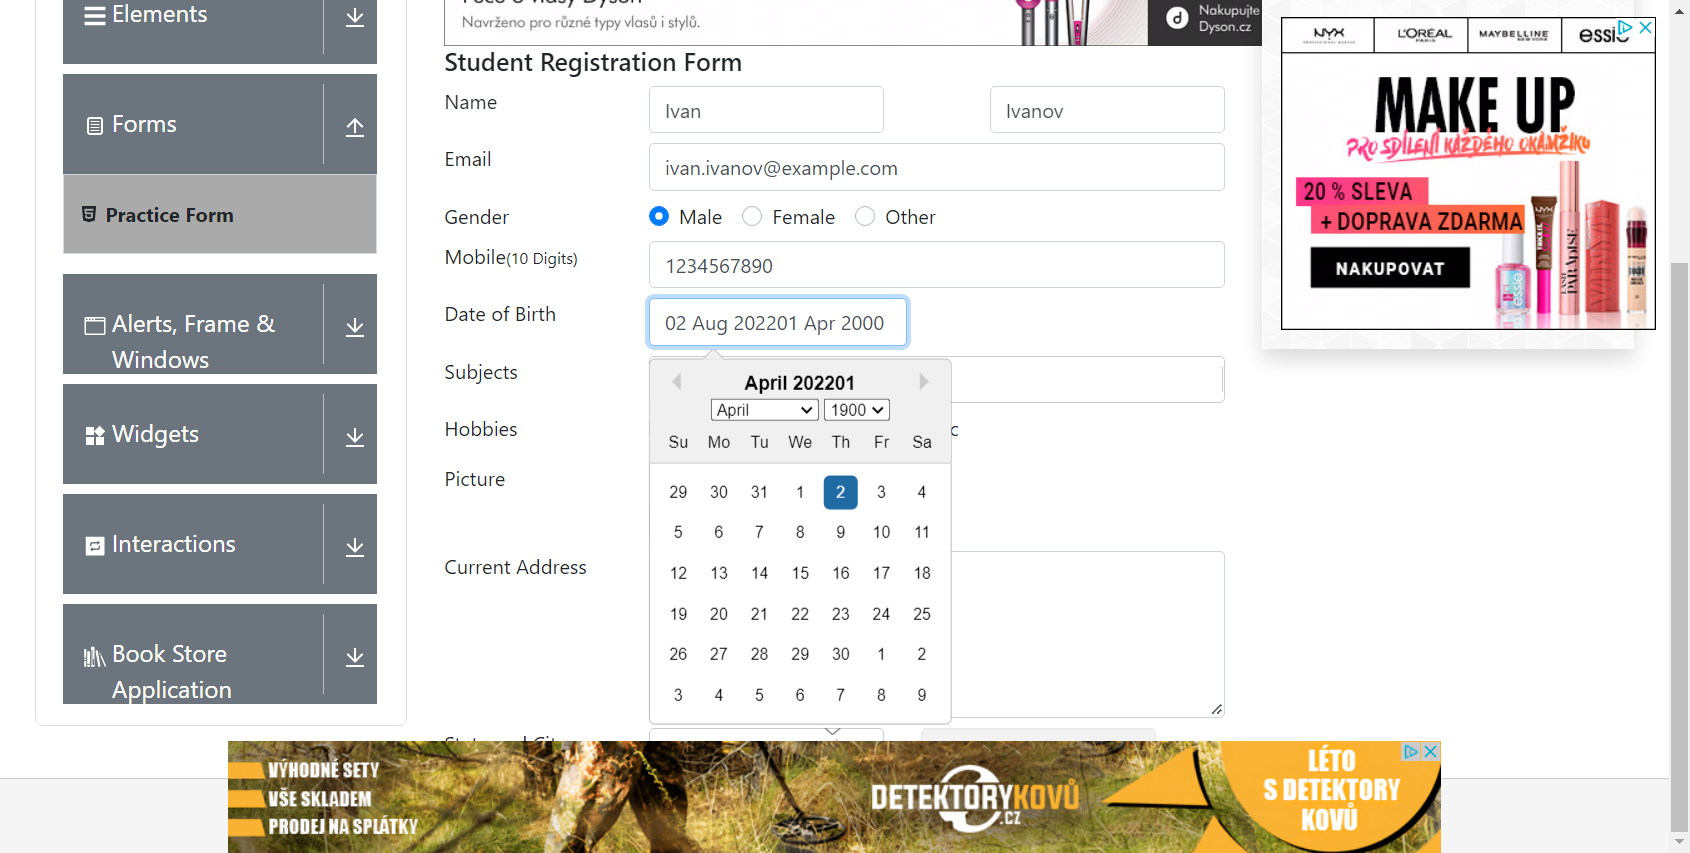 Elements
Forms
Practice Form
Alerts, Frame &
Windows
Widgets
Interactions
Book Store
Application
Navrženo pro různé typy vlasů i stylů.
Nakupujte
Dyson.cz
Student Registration Form
Name
Ivan
Ivanov
Email
ivan.ivanov@example.com
Gender
Male
Female
Other
Mobile(10 Digits)
1234567890
Date of Birth
02 Aug 202201 Apr 2000
Subjects
April 202201
April
1900
Su Mo Tu We Th Fr Sa
29 30 31 1 2 3 4
5 6 7 8 9 10 11
12 13 14 15 16 17 18
19 20 21 22 23 24 25
26 27 28 29 30 1 2
3 4 5 6 7 8 9
Hobbies
c
Picture
Current Address
NYX
L'ORÉAL
PARIS
MAYBELLINE
NEW YORK
essie
MAKE UP
PRO SDÍLENÍ KAŽDÉHO OKAMŽIKU
20 % SLEVA
+ DOPRAVA ZDARMA
NAKUPOVAT
VÝHODNÉ SETY
VŠE SKLADEM
PRODEJ NA SPLÁTKY
DETEKTORYKOVŮ
.CZ
LÉTO
S DETEKTORY
KOVŮ